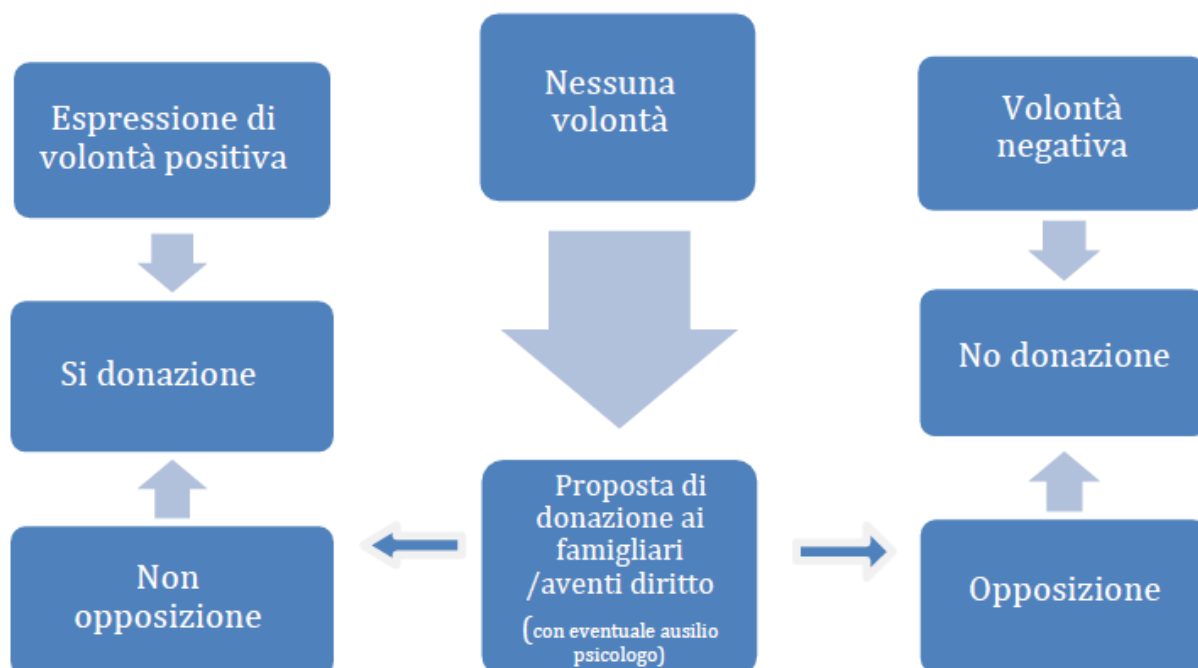 Espressione di
volontà positiva
Nessuna
volontà
Volontà
negativa
Si donazione
No donazione
Non
opposizione
Proposta di
donazione ai
famigliari
/aventi diritto
(con eventuale ausilio
psicologo)
Opposizione